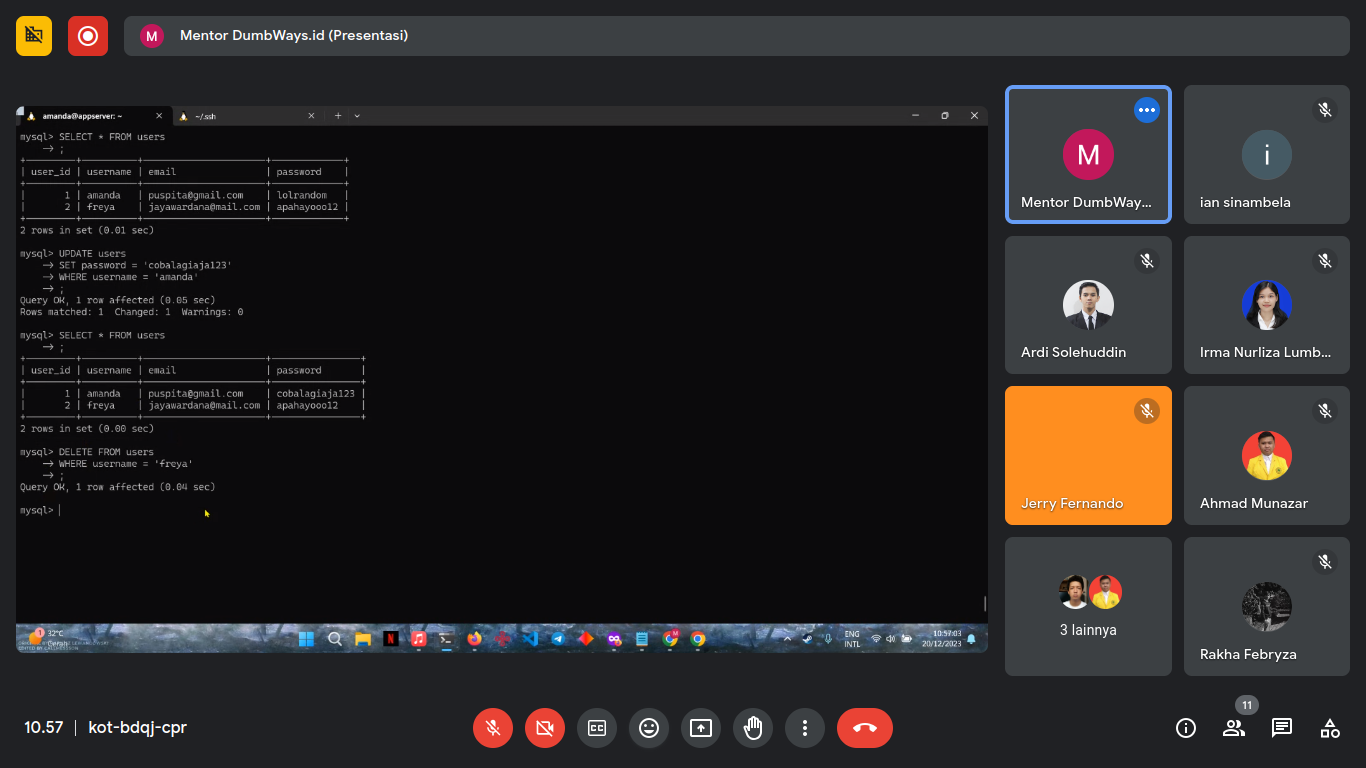 M Mentor DumbWays.id (Presentasi)
amanda@appserver: ~
~/.ssh
mysql> SELECT * FROM users
-> ;
| user_id | username | email | password |
| 1 | amanda | puspita@gmail.com | lolrandom |
| 2 | freya | jayawardana@mail.com | apahayooo12 |
2 rows in set (0.01 sec)
mysql> UPDATE users
-> SET password = 'cobalagiaja123'
-> WHERE username = 'amanda'
-> ;
Query OK, 1 row affected (0.05 sec)
Rows matched: 1 Changed: 1 Warnings: 0
mysql> SELECT * FROM users
-> ;
| user_id | username | email | password |
| 1 | amanda | puspita@gmail.com | cobalagiaja123 |
| 2 | freya | jayawardana@mail.com | apahayooo12 |
2 rows in set (0.00 sec)
mysql> DELETE FROM users
-> WHERE username = 'freya'
-> ;
Query OK, 1 row affected (0.04 sec)
mysql>
1
32°C
ENG
INTL
10:57:03
20/12/2023
M
Mentor DumbWay...
i
ian sinambela
Ardi Solehuddin
Irma Nurliza Lumb...
Jerry Fernando
Ahmad Munazar
3 lainnya
Rakha Febryza
10.57 | kot-bdqj-cpr
CC
11